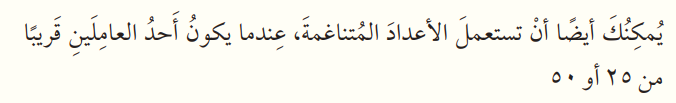 يُمكِنُكَ أيضًا أنْ تستعملَ الأعدادَ المُتناغمةَ، عِندما يكونُ أَحدُ العامِلَينِ قَريبًا
من ٢٥ أو ٥٠